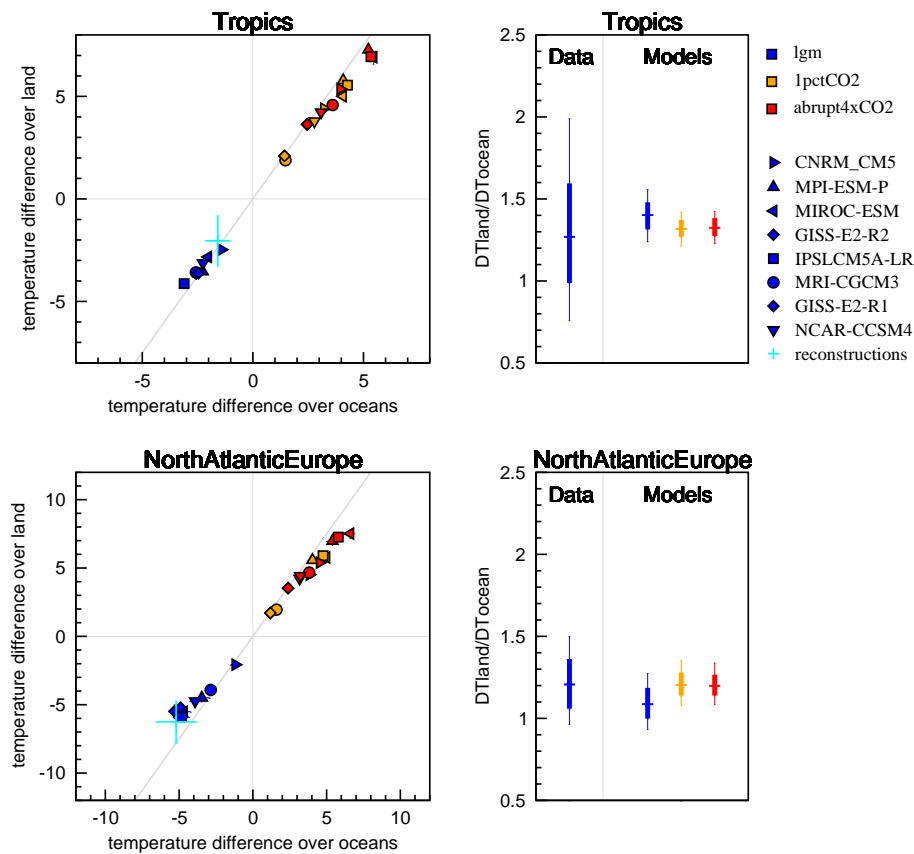 Tropics
temperature difference over land
5
0
-5
-5
0
5
temperature difference over oceans
Tropics
Data
Models
DTland/DTocean
2.5
2
1.5
1
0.5
lgm
1pctCO2
abrupt4xCO2
CNRM_CM5
MPI-ESM-P
MIROC-ESM
GISS-E2-R2
IPSLCM5A-LR
MRI-CGCM3
GISS-E2-R1
NCAR-CCSM4
reconstructions
NorthAtlanticEurope
temperature difference over land
10
5
0
-5
-10
-10
-5
0
5
10
temperature difference over oceans
NorthAtlanticEurope
Data
Models
DTland/DTocean
2.5
2
1.5
1
0.5